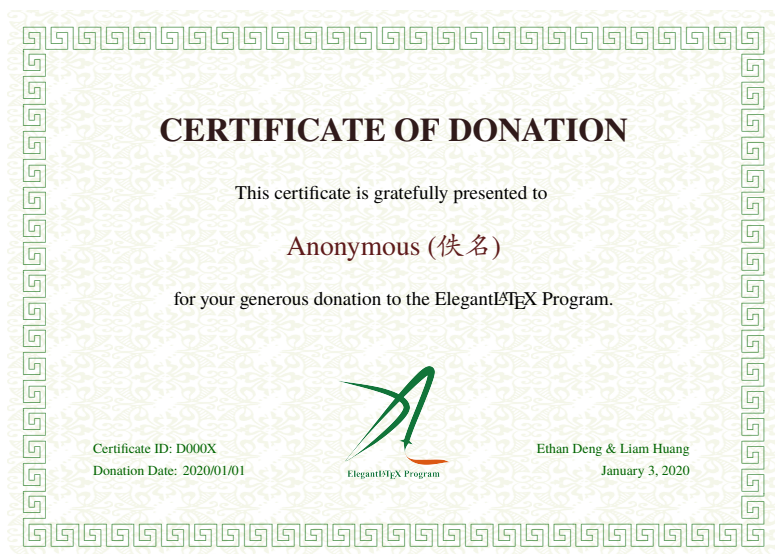 CERTIFICATE OF DONATION
This certificate is gratefully presented to
Anonymous (佚名)
for your generous donation to the ElegantLATEX Program.
Certificate ID: D000X
Donation Date: 2020/01/01
ElegantLATEX Program
Ethan Deng & Liam Huang
January 3, 2020